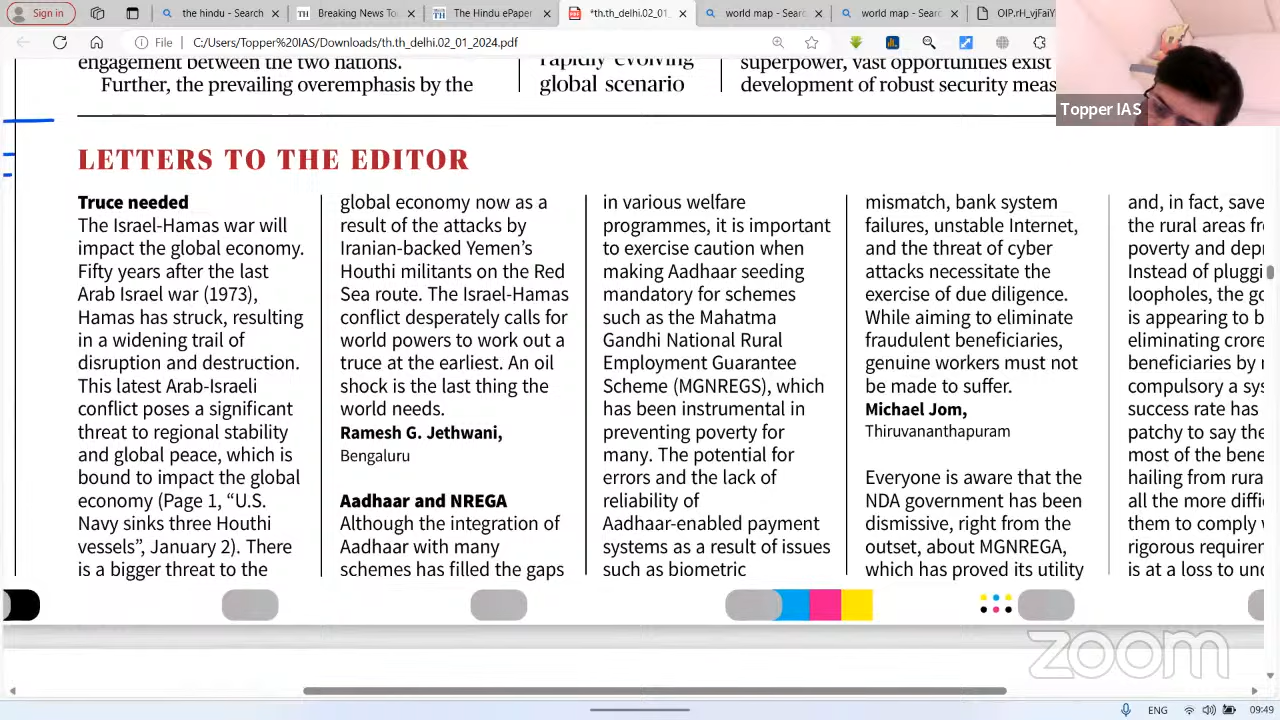 Sign in
the hindu - Search
Breaking News To
The Hindu ePaper
*th.th_delhi.02_01_
world map - Searc
world map - Searc
OIP.rH_vjFaiY
File
C:/Users/Topper%20IAS/Downloads/th.th_delhi.02_01_2024.pdf
Topper IAS
engagement between the two nations.
Further, the prevailing overemphasis by the
rapidly evolving
global scenario
superpower, vast opportunities exist
development of robust security meas
LETTERS TO THE EDITOR
Truce needed
The Israel-Hamas war will
impact the global economy.
Fifty years after the last
Arab Israel war (1973),
Hamas has struck, resulting
in a widening trail of
disruption and destruction.
This latest Arab-Israeli
conflict poses a significant
threat to regional stability
and global peace, which is
bound to impact the global
economy (Page 1, “U.S.
Navy sinks three Houthi
vessels”, January 2). There
is a bigger threat to the
global economy now as a
result of the attacks by
Iranian-backed Yemen’s
Houthi militants on the Red
Sea route. The Israel-Hamas
conflict desperately calls for
world powers to work out a
truce at the earliest. An oil
shock is the last thing the
world needs.
Ramesh G. Jethwani,
Bengaluru
Aadhaar and NREGA
Although the integration of
Aadhaar with many
schemes has filled the gaps
in various welfare
programmes, it is important
to exercise caution when
making Aadhaar seeding
mandatory for schemes
such as the Mahatma
Gandhi National Rural
Employment Guarantee
Scheme (MGNREGS), which
has been instrumental in
preventing poverty for
many. The potential for
errors and the lack of
reliability of
Aadhaar-enabled payment
systems as a result of issues
such as biometric
mismatch, bank system
failures, unstable Internet,
and the threat of cyber
attacks necessitate the
exercise of due diligence.
While aiming to eliminate
fraudulent beneficiaries,
genuine workers must not
be made to suffer.
Michael Jom,
Thiruvananthapuram
Everyone is aware that the
NDA government has been
dismissive, right from the
outset, about MGNREGA,
which has proved its utility
and, in fact, save
the rural areas fr
poverty and depr
Instead of pluggi
loopholes, the go
is appearing to b
eliminating crore
beneficiaries by m
compulsory a sys
success rate has
patchy to say the
most of the bene
hailing from rura
all the more diffi
them to comply w
rigorous requirem
is at a loss to und
zoom
ENG
09:49